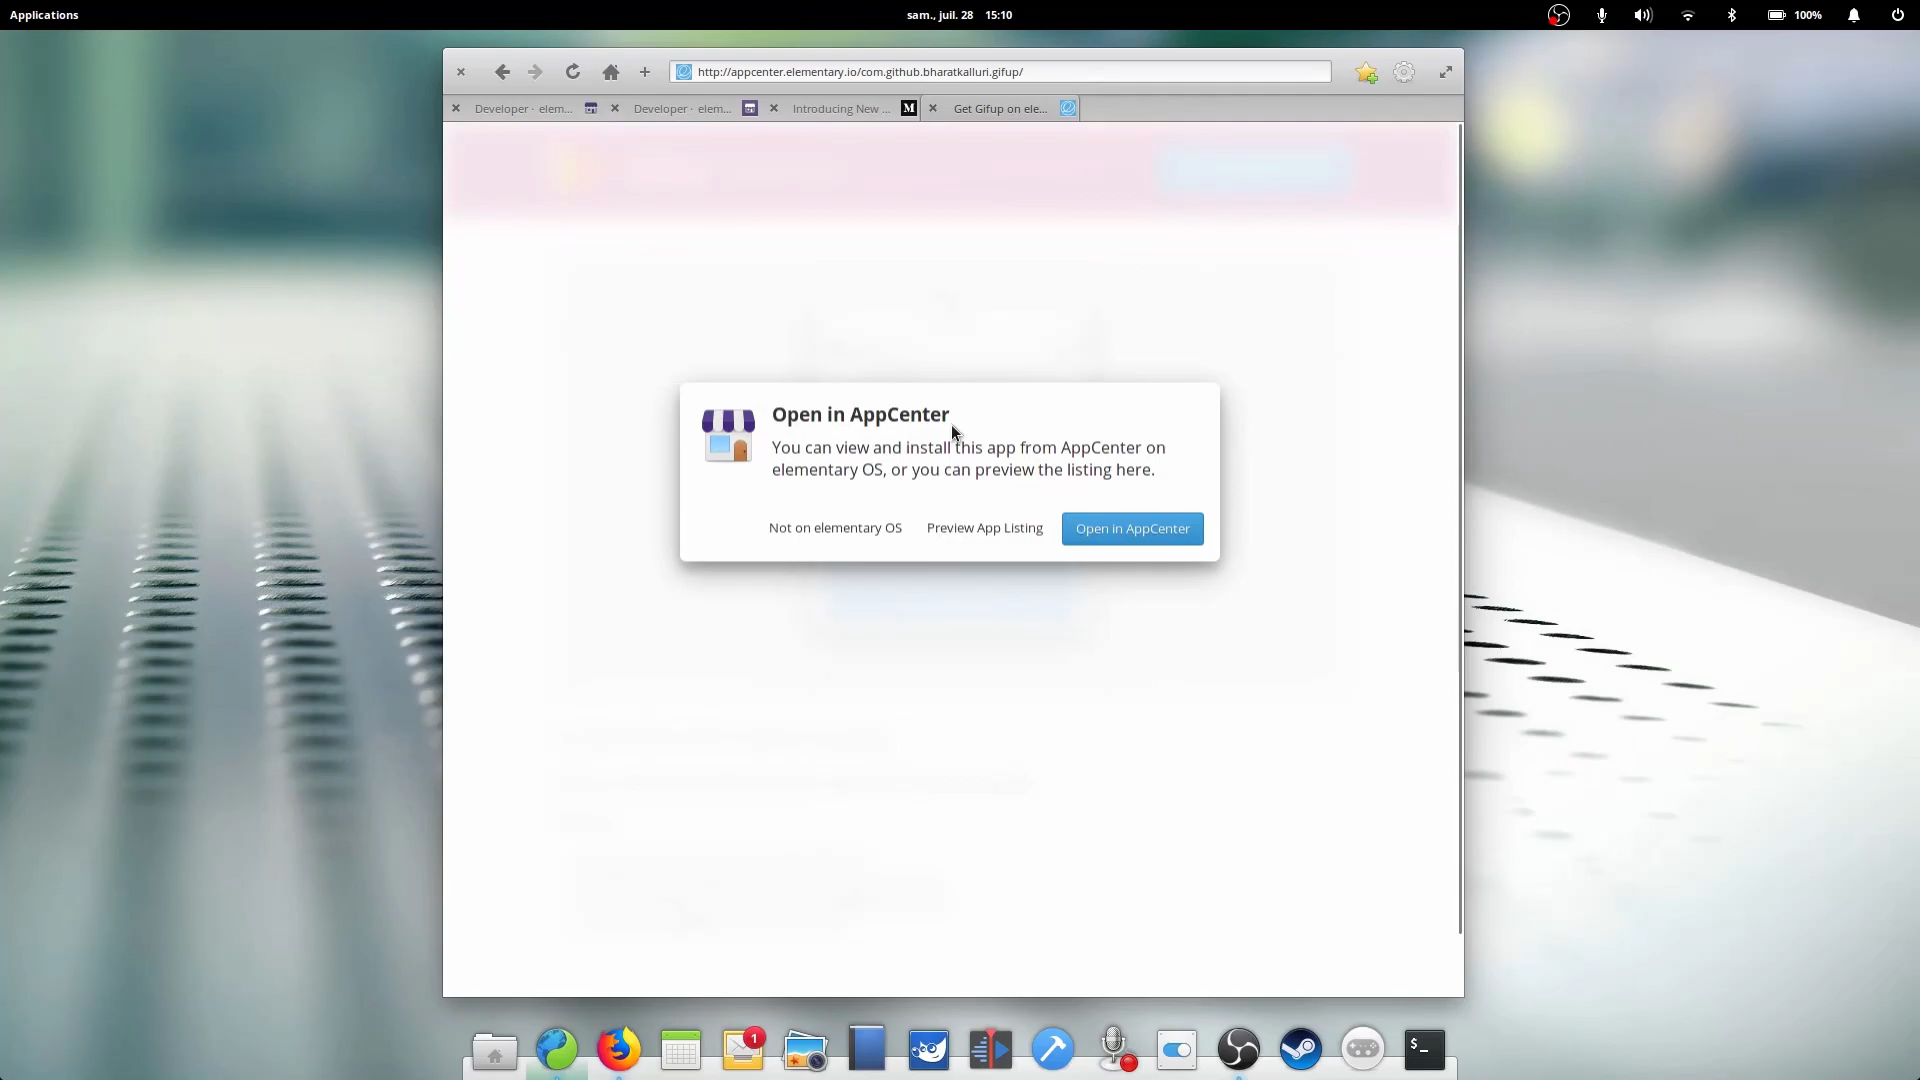 Applications
sam., juil. 28 15:10
100%
http://appcenter.elementary.io/com.github.bharatkalluri.gifup/
Developer · elem...
Developer · elem...
Introducing New ...
M
Get Gifup on ele...
Open in AppCenter
You can view and install this app from AppCenter on
elementary OS, or you can preview the listing here.
Not on elementary OS
Preview App Listing
Open in AppCenter
1
$_